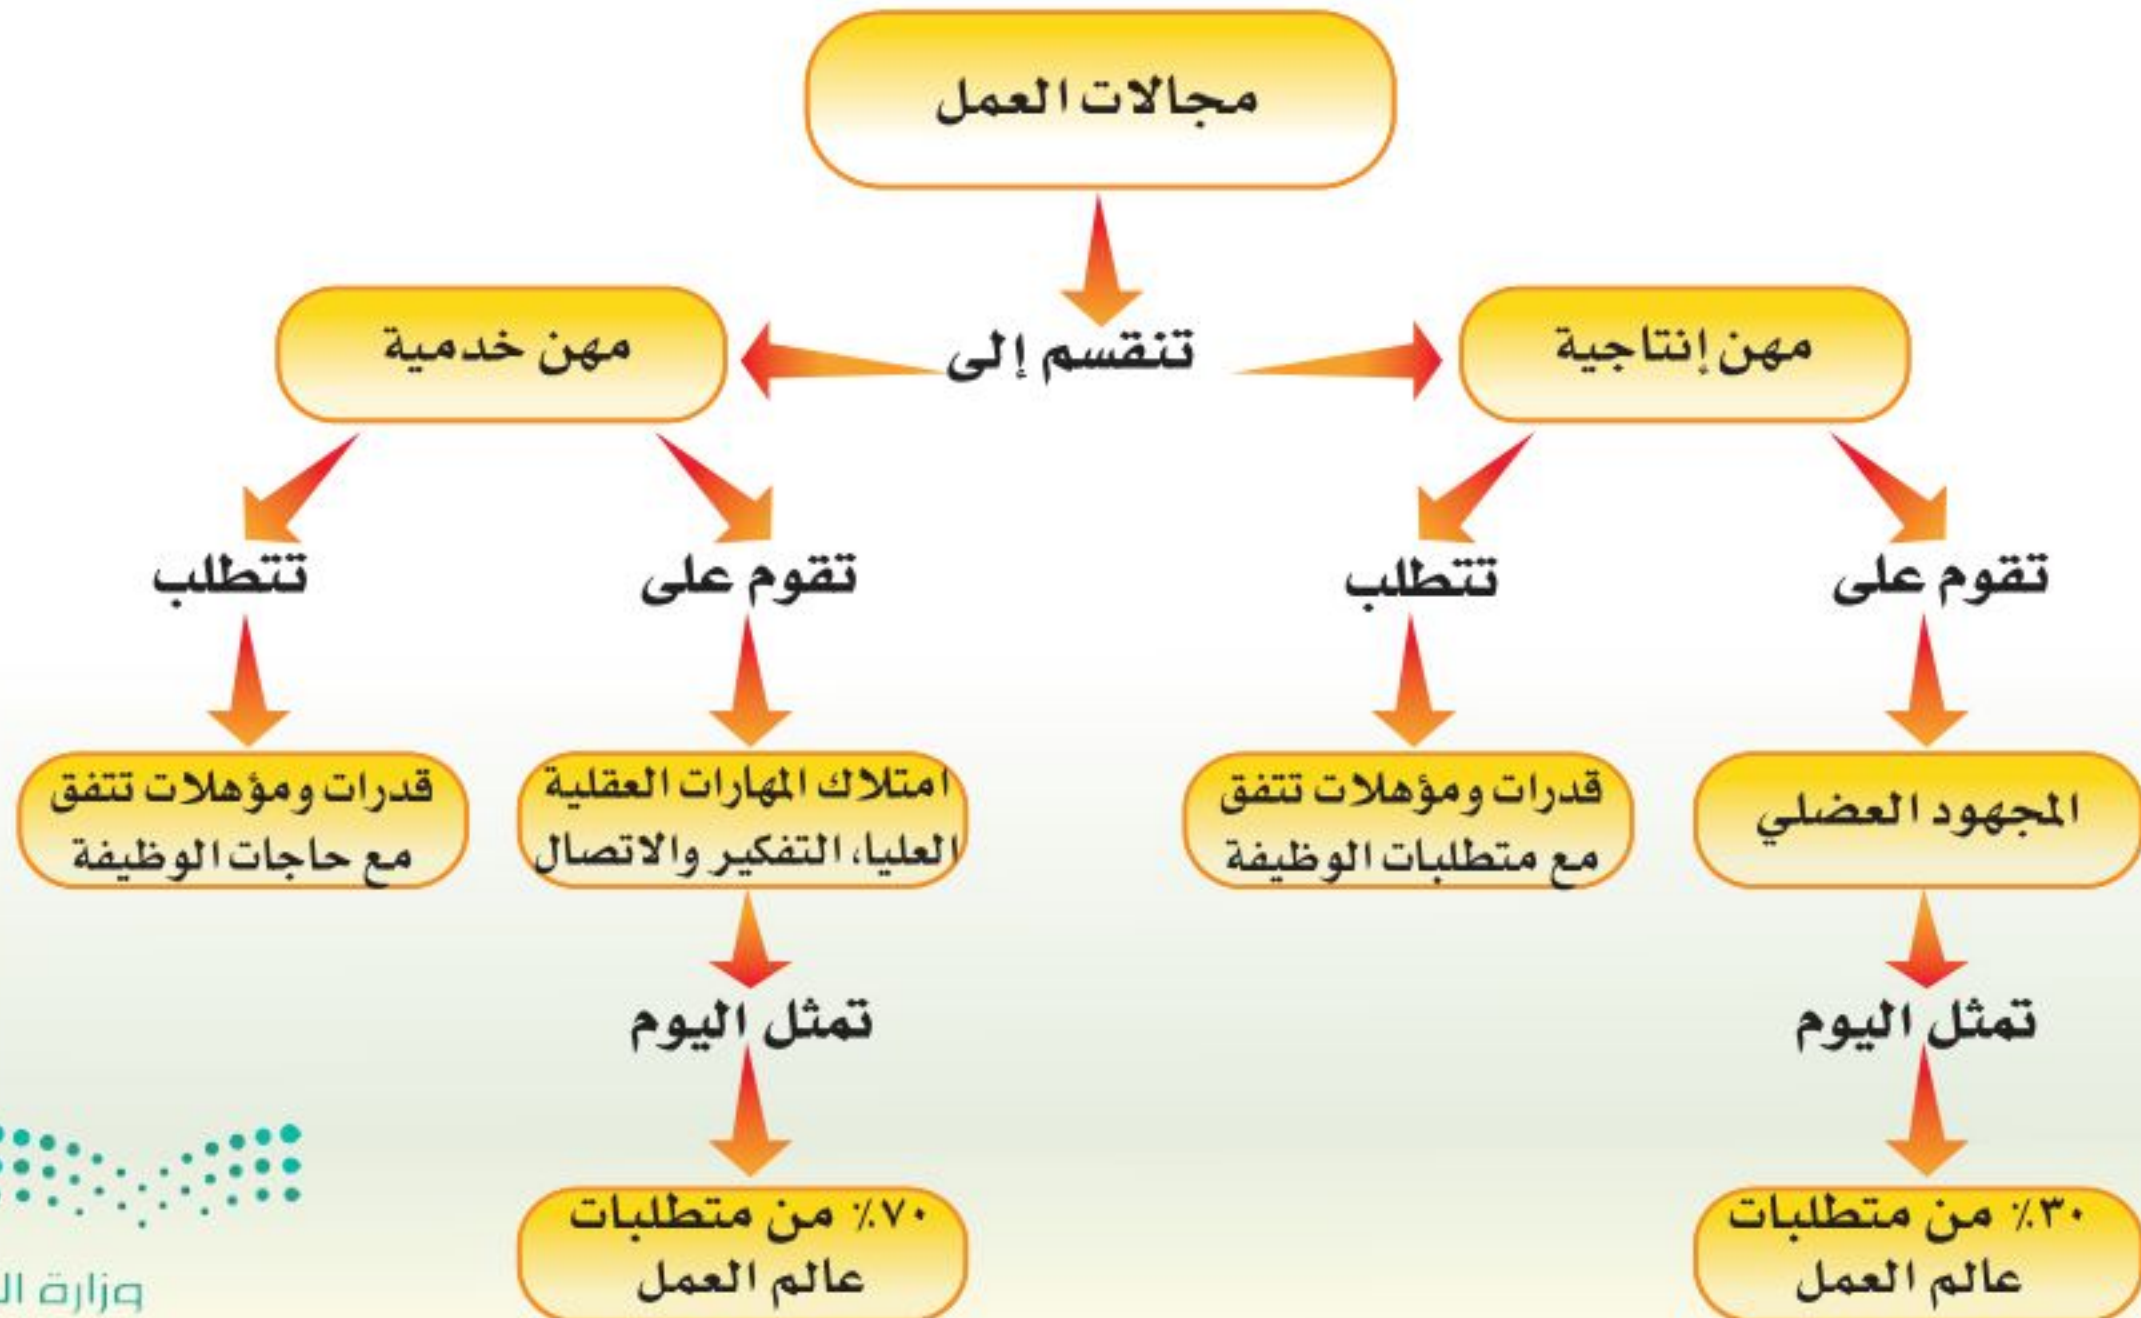 مجالات العمل
تنقسم إلى
مهن إنتاجية
مهن خدمية
تقوم على
تتطلب
تقوم على
تتطلب
المجهود العضلي
قدرات ومؤهلات تتفق
مع متطلبات الوظيفة
امتلاك المهارات العقلية
العليا، التفكير والاتصال
قدرات ومؤهلات تتفق
مع حاجات الوظيفة
تمثل اليوم
تمثل اليوم
٣٠٪ من متطلبات
عالم العمل
٧٠٪ من متطلبات
عالم العمل
وزارة